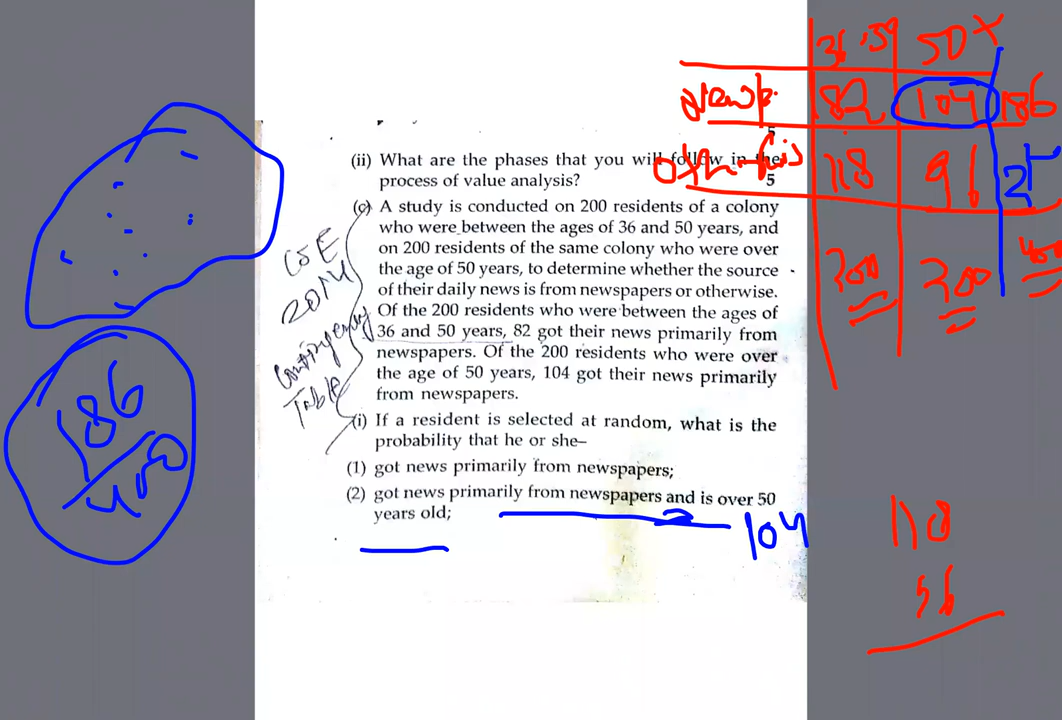 36-39 50+
newsp. 82 104 186
5
(ii) What are the phases that you will follow in the
process of value analysis? 5
118 96 21
(c) A study is conducted on 200 residents of a colony
who were between the ages of 36 and 50 years, and
on 200 residents of the same colony who were over
the age of 50 years, to determine whether the source
of their daily news is from newspapers or otherwise.
Of the 200 residents who were between the ages of
36 and 50 years, 82 got their news primarily from
newspapers. Of the 200 residents who were over
the age of 50 years, 104 got their news primarily
from newspapers.
200 200 400
CSE
2014
Contingency
Table
(i) If a resident is selected at random, what is the
probability that he or she–
(1) got news primarily from newspapers;
(2) got news primarily from newspapers and is over 50
years old;
104
186
400
118